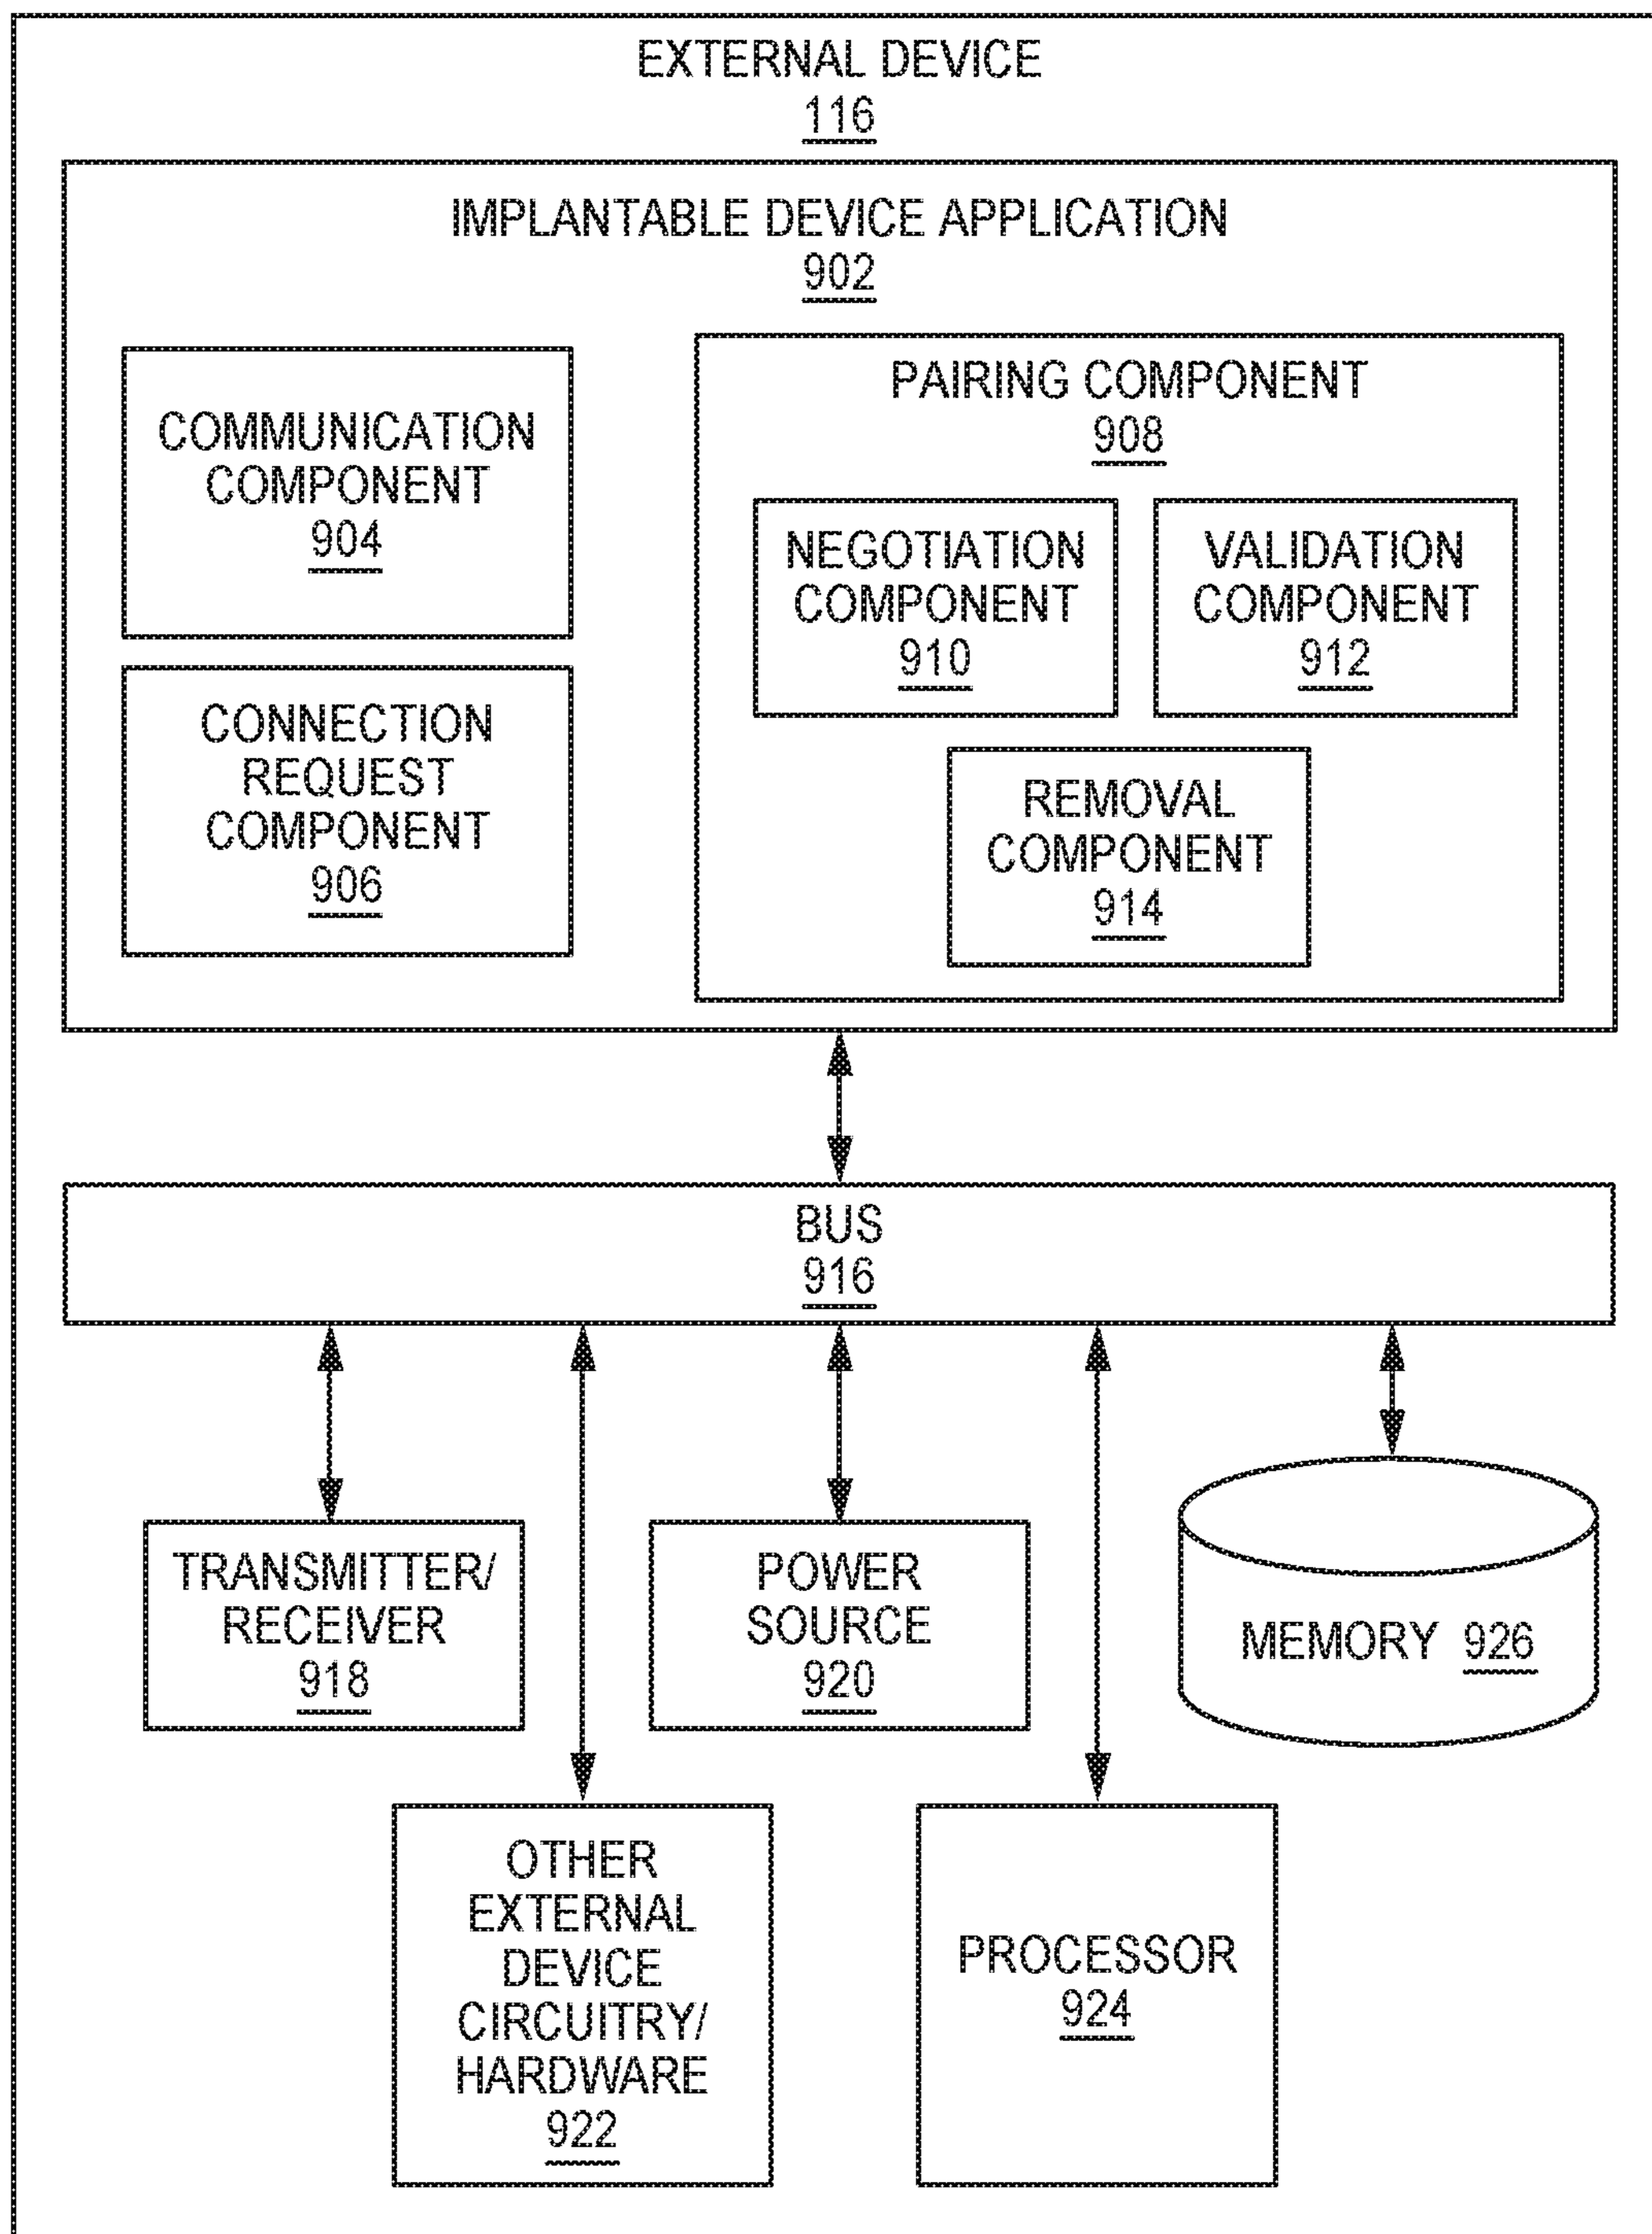 EXTERNAL DEVICE
116
IMPLANTABLE DEVICE APPLICATION
902
COMMUNICATION
COMPONENT
904
CONNECTION
REQUEST
COMPONENT
906
PAIRING COMPONENT
908
NEGOTIATION
COMPONENT
910
VALIDATION
COMPONENT
912
REMOVAL
COMPONENT
914
BUS
916
TRANSMITTER/
RECEIVER
918
POWER
SOURCE
920
MEMORY 926
OTHER
EXTERNAL
DEVICE
CIRCUITRY/
HARDWARE
922
PROCESSOR
924